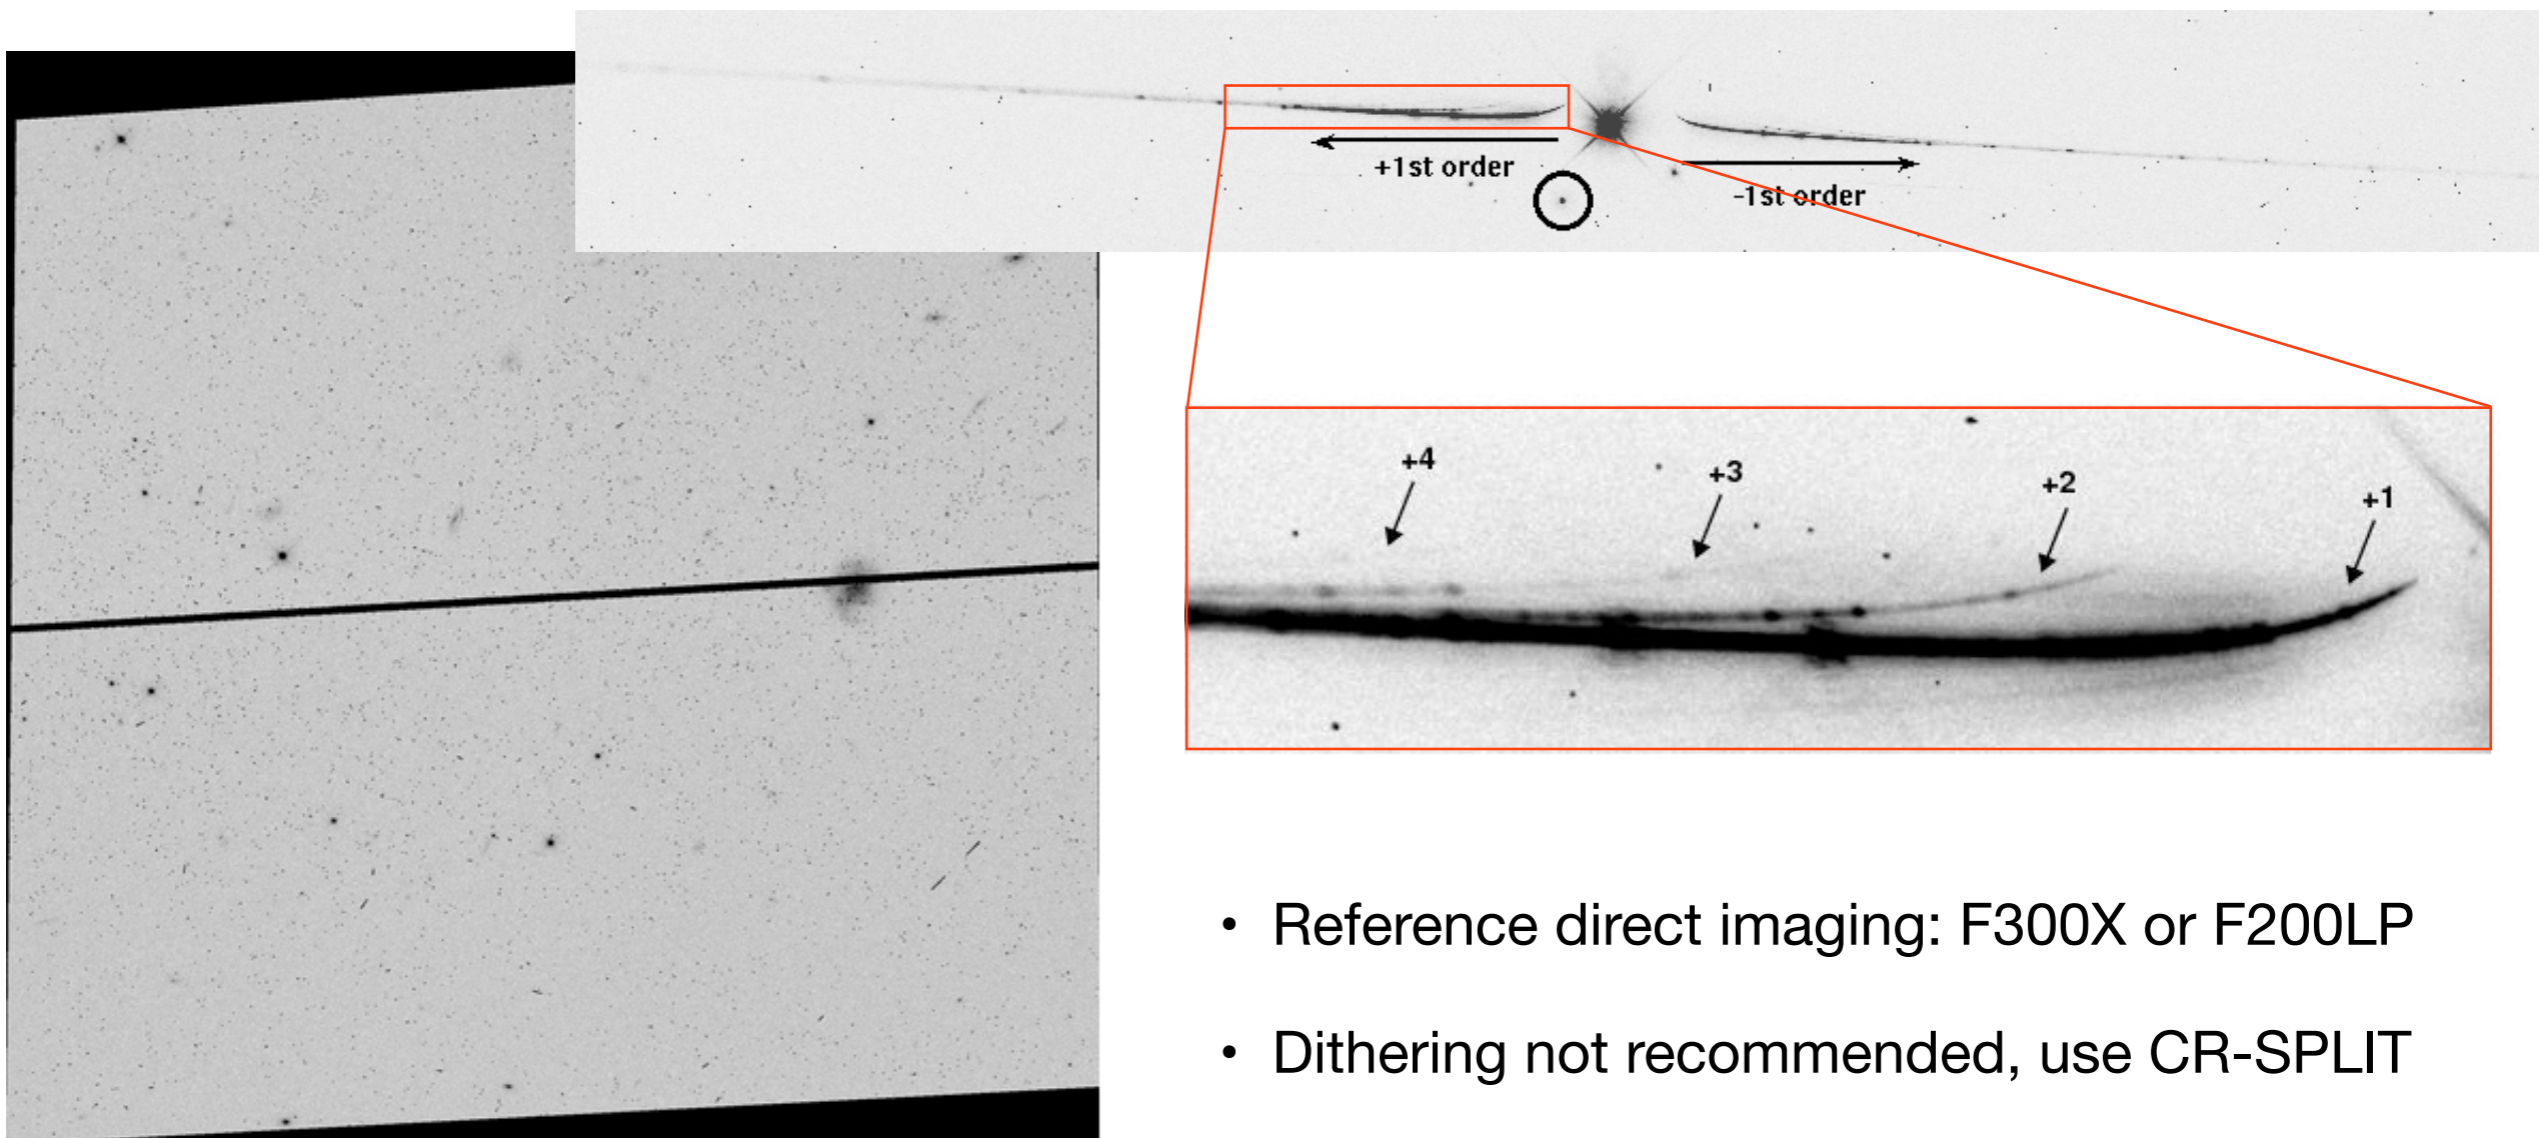 +1st order
-1st order
+4
+3
+2
+1
• Reference direct imaging: F300X or F200LP
• Dithering not recommended, use CR-SPLIT